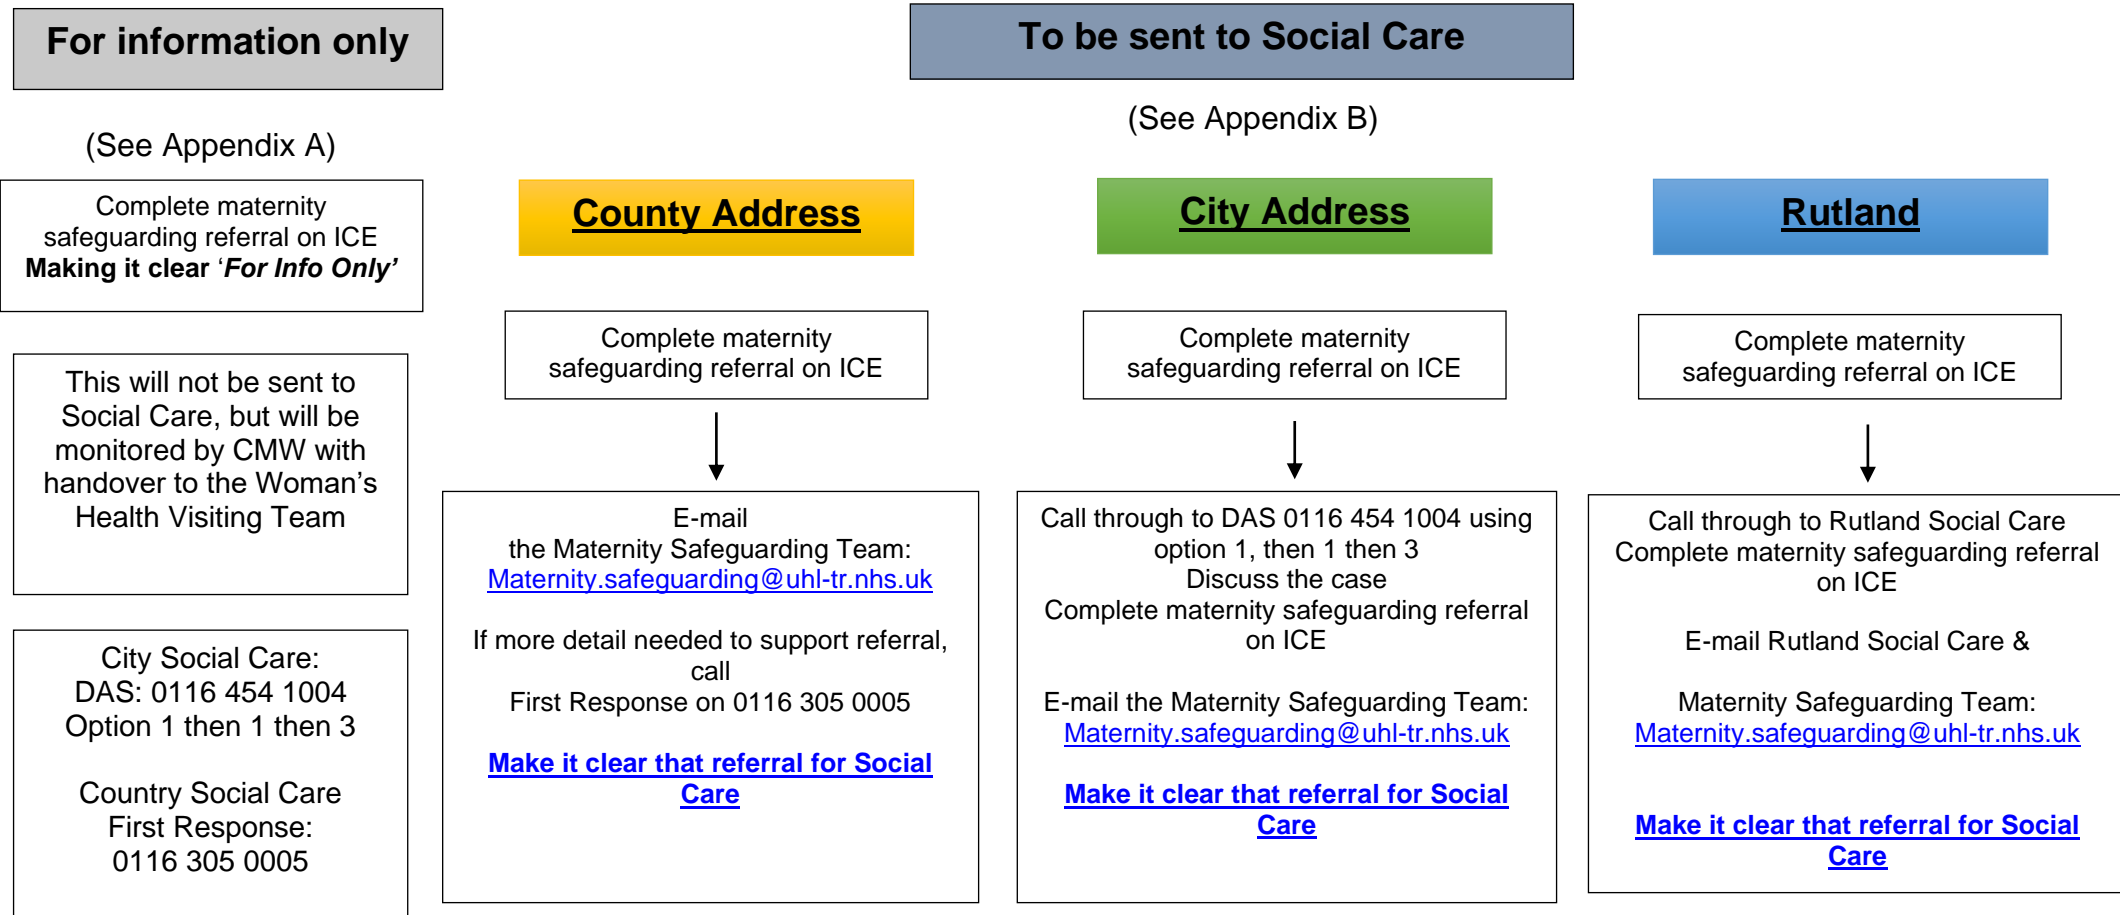 For information only
(See Appendix A)
Complete maternity
safeguarding referral on ICE
Making it clear ‘For Info Only’
This will not be sent to
Social Care, but will be
monitored by CMW with
handover to the Woman’s
Health Visiting Team
City Social Care:
DAS: 0116 454 1004
Option 1 then 1 then 3
Country Social Care
First Response:
0116 305 0005
To be sent to Social Care
(See Appendix B)
County Address
Complete maternity
safeguarding referral on ICE
E-mail
the Maternity Safeguarding Team:
Maternity.safeguarding@uhl-tr.nhs.uk
If more detail needed to support referral,
call
First Response on 0116 305 0005
Make it clear that referral for Social
Care
City Address
Complete maternity
safeguarding referral on ICE
Call through to DAS 0116 454 1004 using
option 1, then 1 then 3
Discuss the case
Complete maternity safeguarding referral
on ICE
E-mail the Maternity Safeguarding Team:
Maternity.safeguarding@uhl-tr.nhs.uk
Make it clear that referral for Social
Care
Rutland
Complete maternity
safeguarding referral on ICE
Call through to Rutland Social Care
Complete maternity safeguarding referral
on ICE
E-mail Rutland Social Care &
Maternity Safeguarding Team:
Maternity.safeguarding@uhl-tr.nhs.uk
Make it clear that referral for Social
Care